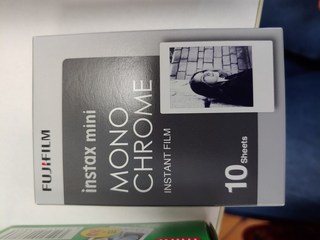 FUJIFILM
instax mini
MONO
CHROME
INSTANT FILM
10 Sheets